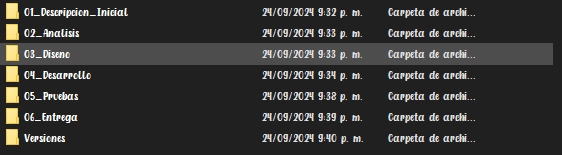 01_Descripcion_Inicial 24/09/2024 9:32 p. m. Carpeta de archi...
02_Analisis 24/09/2024 9:33 p. m. Carpeta de archi...
03_Diseno 24/09/2024 9:33 p. m. Carpeta de archi...
04_Desarrollo 24/09/2024 9:34 p. m. Carpeta de archi...
05_Pruebas 24/09/2024 9:38 p. m. Carpeta de archi...
06_Entrega 24/09/2024 9:39 p. m. Carpeta de archi...
Versiones 24/09/2024 9:40 p. m. Carpeta de archi...